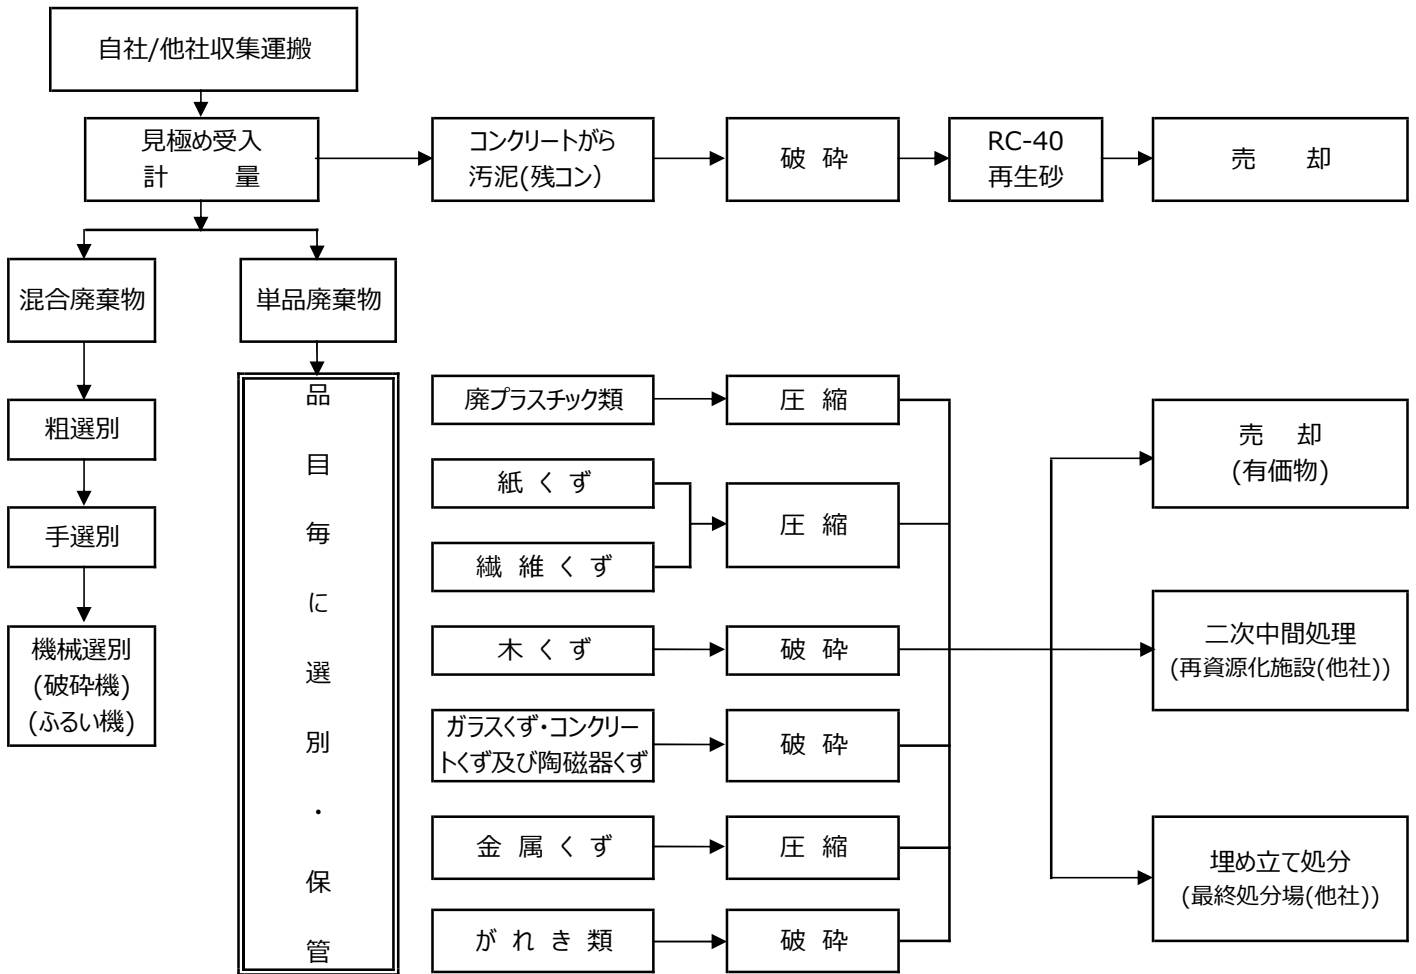 自社/他社収集運搬
見極め受入
計　　量
コンクリートがら
汚泥(残コン）
破 砕
RC-40
再生砂
売　　却
混合廃棄物
単品廃棄物
粗選別
手選別
機械選別
(破砕機)
(ふるい機)
品目毎に選別・保管
廃プラスチック類
圧 縮
紙 く ず
繊 維 く ず
圧 縮
木 く ず
破 砕
ガラスくず・コンクリー
トくず及び陶磁器くず
破 砕
金 属 く ず
圧 縮
が れ き 類
破 砕
売　却
(有価物)
二次中間処理
(再資源化施設(他社))
埋め立て処分
(最終処分場(他社))